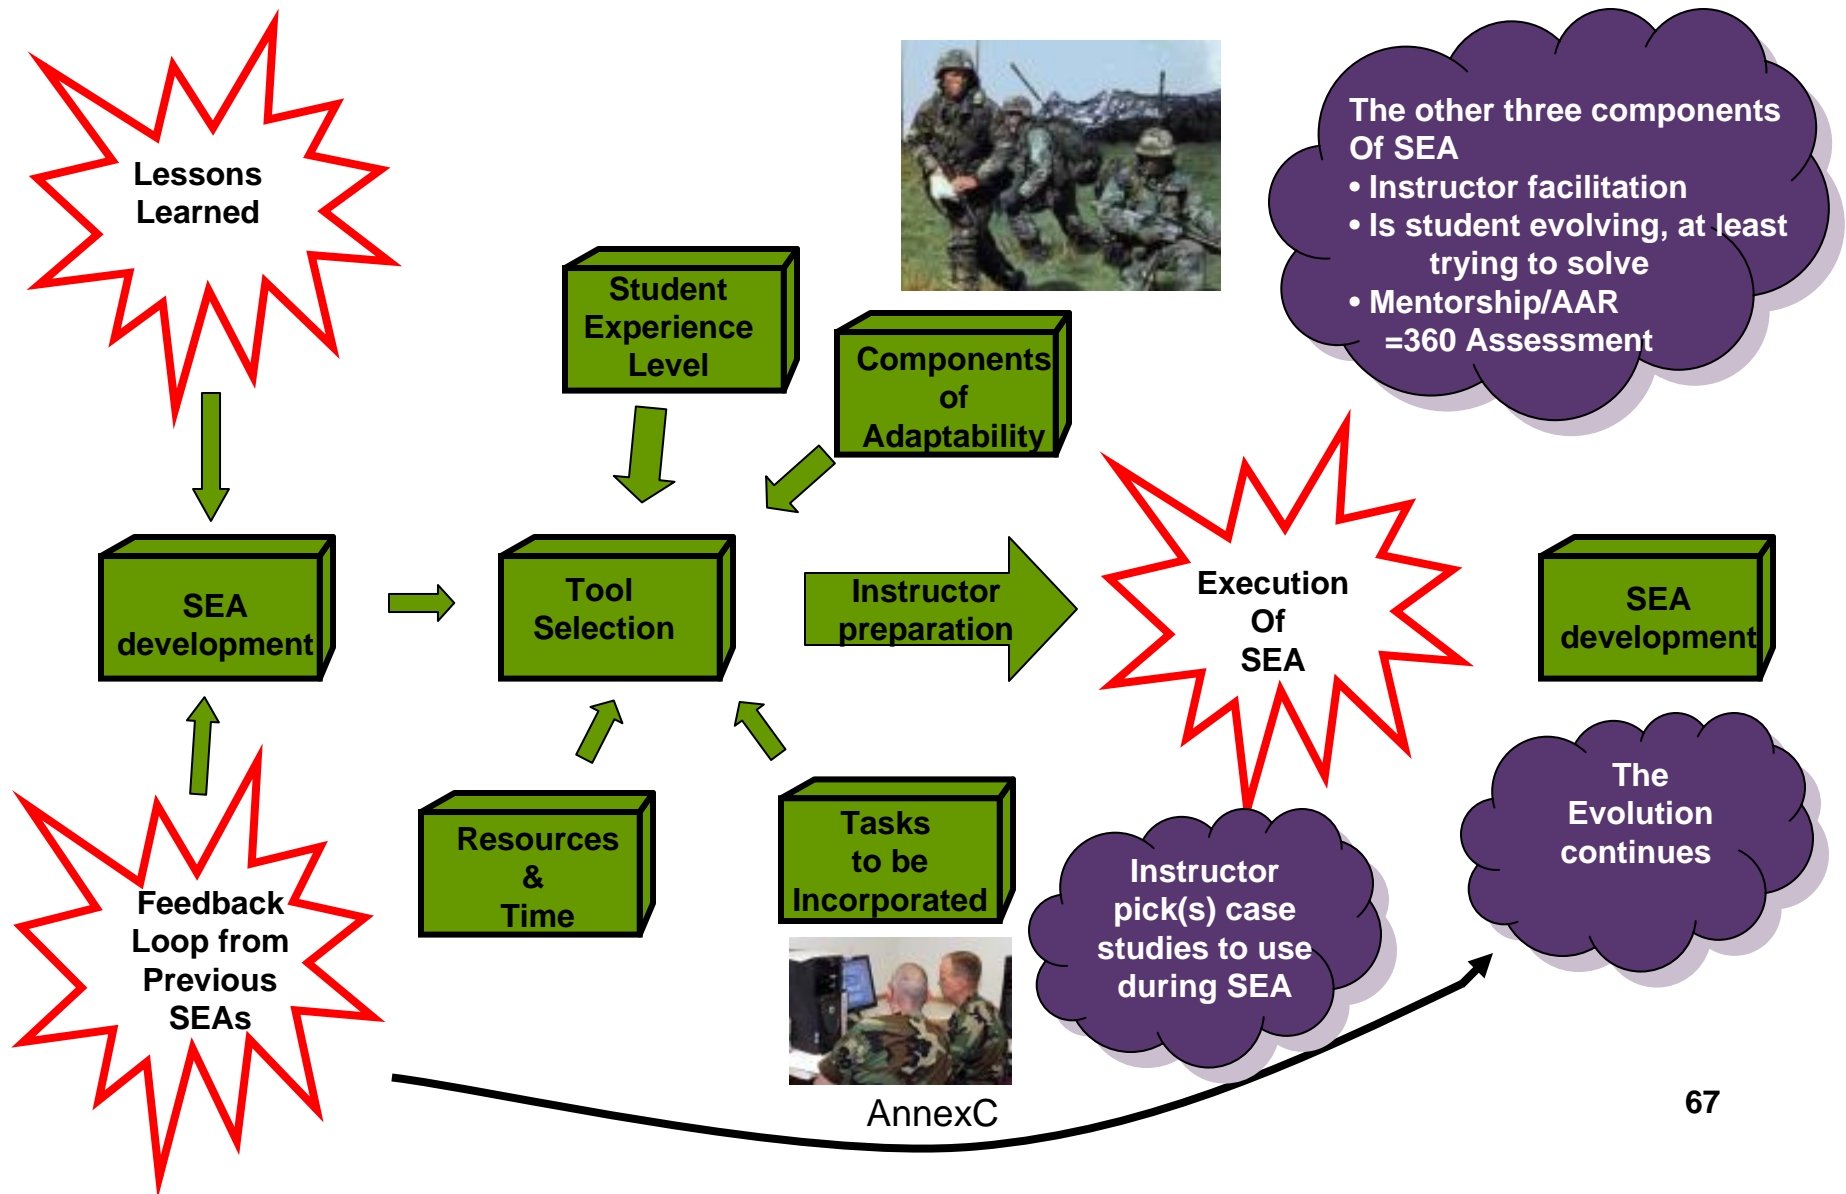 Lessons
Learned
The other three components
Of SEA
• Instructor facilitation
• Is student evolving, at least
trying to solve
• Mentorship/AAR
=360 Assessment
Student
Experience
Level
Components
of
Adaptability
SEA
development
Tool
Selection
Instructor
preparation
Execution
Of
SEA
SEA
development
Feedback
Loop from
Previous
SEAs
Resources
&
Time
Tasks
to be
Incorporated
Instructor
pick(s) case
studies to use
during SEA
The
Evolution
continues
AnnexC
67